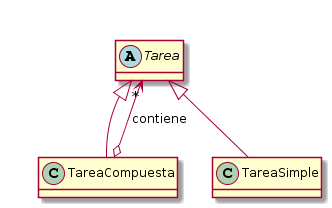 A Tarea
*
contiene
C TareaCompuesta
C TareaSimple